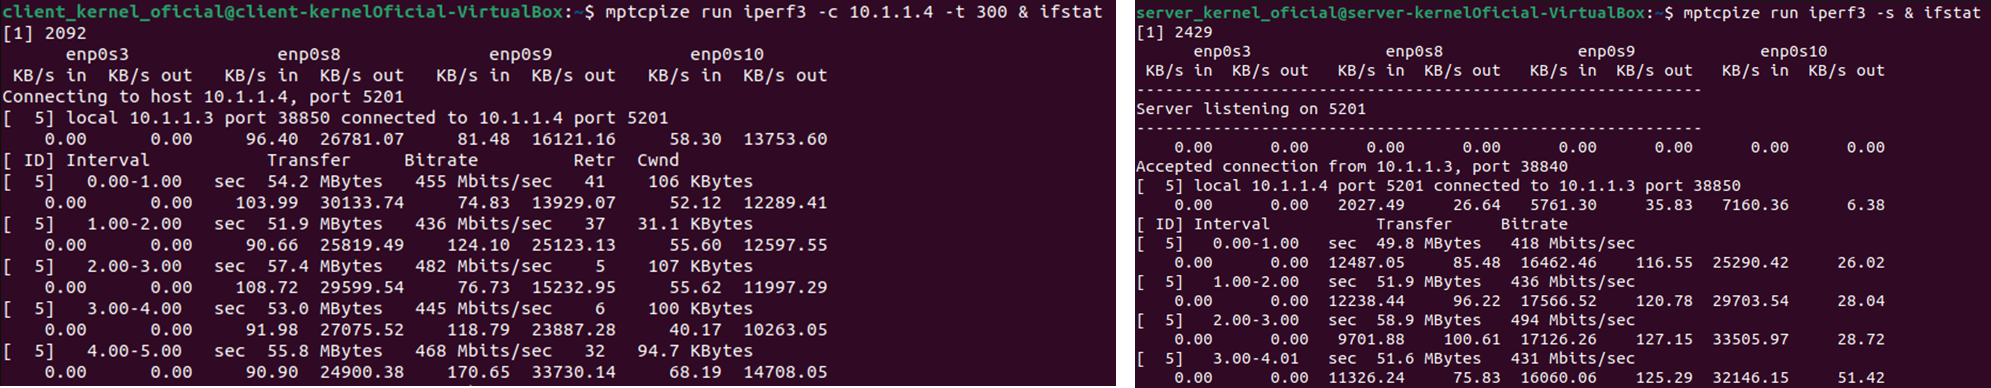 client_kernel_oficial@client-kernelOficial-VirtualBox:~$ mptcpize run iperf3 -c 10.1.1.4 -t 300 & ifstat
[1] 2092
enp0s3 enp0s8 enp0s9 enp0s10
KB/s in KB/s out KB/s in KB/s out KB/s in KB/s out KB/s in KB/s out
Connecting to host 10.1.1.4, port 5201
[ 5] local 10.1.1.3 port 38850 connected to 10.1.1.4 port 5201
0.00 0.00 96.40 26781.07 81.48 16121.16 58.30 13753.60
[ ID] Interval Transfer Bitrate Retr Cwnd
[ 5] 0.00-1.00 sec 54.2 MBytes 455 Mbits/sec 41 106 KBytes
0.00 0.00 103.99 30133.74 74.83 13929.07 52.12 12289.41
[ 5] 1.00-2.00 sec 51.9 MBytes 436 Mbits/sec 37 31.1 KBytes
0.00 0.00 90.66 25819.49 124.10 25123.13 55.60 12597.55
[ 5] 2.00-3.00 sec 57.4 MBytes 482 Mbits/sec 5 107 KBytes
0.00 0.00 108.72 29599.54 76.73 15232.95 55.62 11997.29
[ 5] 3.00-4.00 sec 53.0 MBytes 445 Mbits/sec 6 100 KBytes
0.00 0.00 91.98 27075.52 118.79 23887.28 40.17 10263.05
[ 5] 4.00-5.00 sec 55.8 MBytes 468 Mbits/sec 32 94.7 KBytes
0.00 0.00 90.90 24900.38 170.65 33730.14 68.19 14708.05
server_kernel_oficial@server-kernelOficial-VirtualBox:~$ mptcpize run iperf3 -s & ifstat
[1] 2429
enp0s3 enp0s8 enp0s9 enp0s10
KB/s in KB/s out KB/s in KB/s out KB/s in KB/s out KB/s in KB/s out
-----------------------------------------------------------
Server listening on 5201
-----------------------------------------------------------
0.00 0.00 0.00 0.00 0.00 0.00 0.00 0.00
Accepted connection from 10.1.1.3, port 38840
[ 5] local 10.1.1.4 port 5201 connected to 10.1.1.3 port 38850
0.00 0.00 2027.49 26.64 5761.30 35.83 7160.36 6.38
[ ID] Interval Transfer Bitrate
[ 5] 0.00-1.00 sec 49.8 MBytes 418 Mbits/sec
0.00 0.00 12487.05 85.48 16462.46 116.55 25290.42 26.02
[ 5] 1.00-2.00 sec 51.9 MBytes 436 Mbits/sec
0.00 0.00 12238.44 96.22 17566.52 120.78 29703.54 28.04
[ 5] 2.00-3.00 sec 58.9 MBytes 494 Mbits/sec
0.00 0.00 9701.88 100.61 17126.26 127.15 33505.97 28.72
[ 5] 3.00-4.01 sec 51.6 MBytes 431 Mbits/sec
0.00 0.00 11326.24 75.83 16060.06 125.29 32146.15 51.42